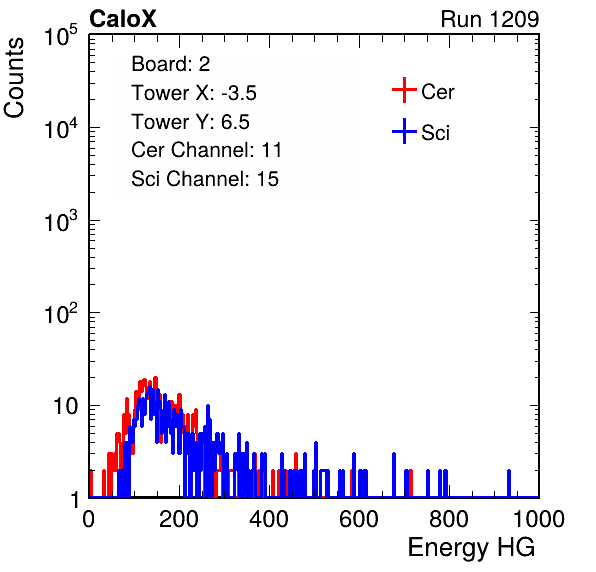 CaloX Run 1209
Counts
10^5
10^4
10^3
10^2
10
1
Board: 2
Tower X: -3.5
Tower Y: 6.5
Cer Channel: 11
Sci Channel: 15
Cer
Sci
0 200 400 600 800 1000
Energy HG